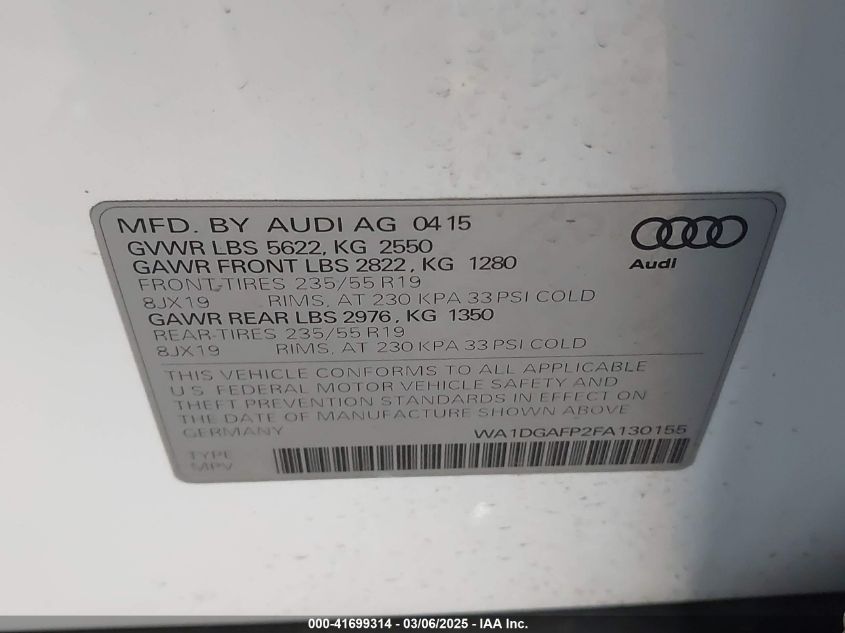 MFD. BY AUDI AG 04 15
GVWR LBS 5622, KG 2550
GAWR FRONT LBS 2822, KG 1280
FRONT-TIRES 235/55 R19
8JX19 RIMS, AT 230 KPA 33 PSI COLD
GAWR REAR LBS 2976, KG 1350
REAR-TIRES 235/55 R19
8JX19 RIMS, AT 230 KPA 33 PSI COLD
Audi
THIS VEHICLE CONFORMS TO ALL APPLICABLE
U.S. FEDERAL MOTOR VEHICLE SAFETY AND
THEFT PREVENTION STANDARDS IN EFFECT ON
THE DATE OF MANUFACTURE SHOWN ABOVE
GERMANY WA1DGAFP2FA130155
TYPE
MPV
000-41699314 - 03/06/2025 - IAA Inc.